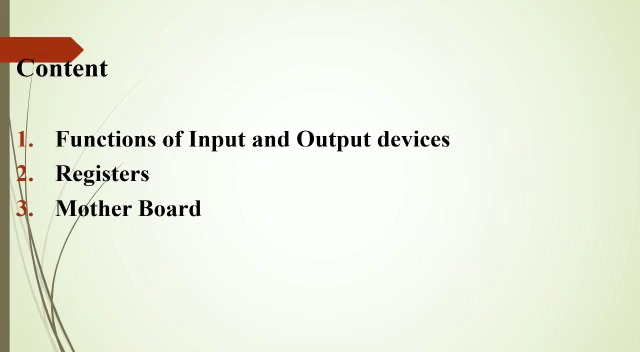 Content
1. Functions of Input and Output devices
2. Registers
3. Mother Board